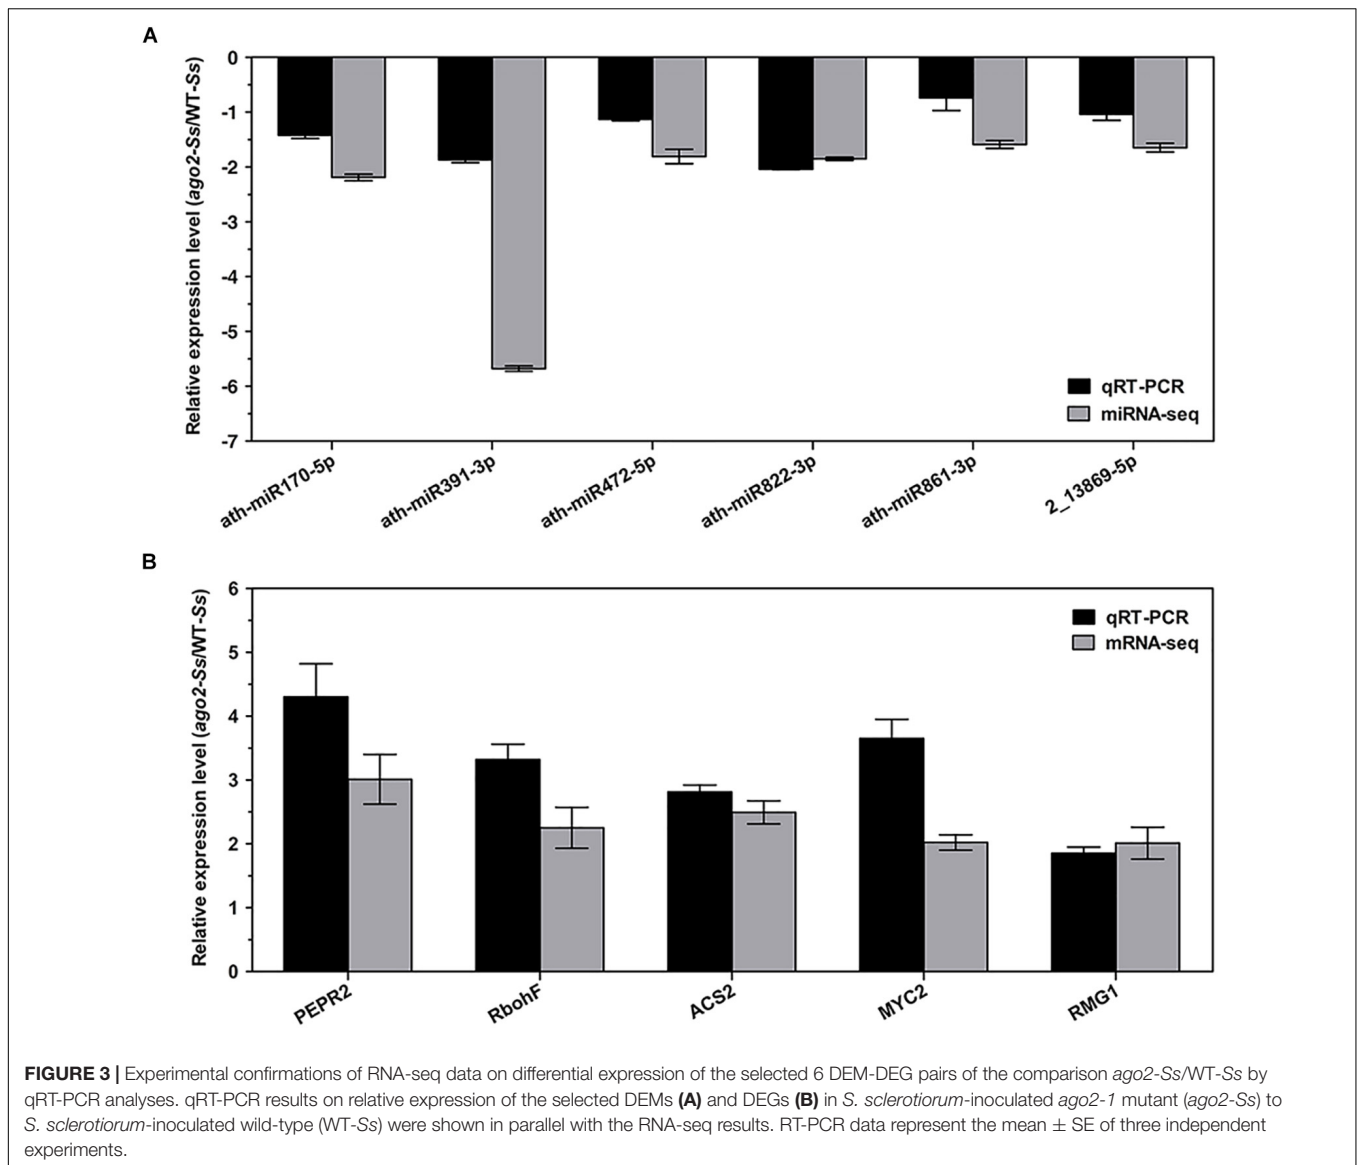 A
Relative expression level (ago2-Ss/WT-Ss)
0
-1
-2
-3
-4
-5
-6
-7
qRT-PCR
miRNA-seq
ath-miR170-5p
ath-miR391-3p
ath-miR472-5p
ath-miR822-3p
ath-miR861-3p
2_13869-5p
B
Relative expression level (ago2-Ss/WT-Ss)
6
5
4
3
2
1
0
qRT-PCR
mRNA-seq
PEPR2
RbohF
ACS2
MYC2
RMG1
FIGURE 3 | Experimental confirmations of RNA-seq data on differential expression of the selected 6 DEM-DEG pairs of the comparison ago2-Ss/WT-Ss by
qRT-PCR analyses. qRT-PCR results on relative expression of the selected DEMs (A) and DEGs (B) in S. sclerotiorum-inoculated ago2-1 mutant (ago2-Ss) to
S. sclerotiorum-inoculated wild-type (WT-Ss) were shown in parallel with the RNA-seq results. RT-PCR data represent the mean ± SE of three independent
experiments.